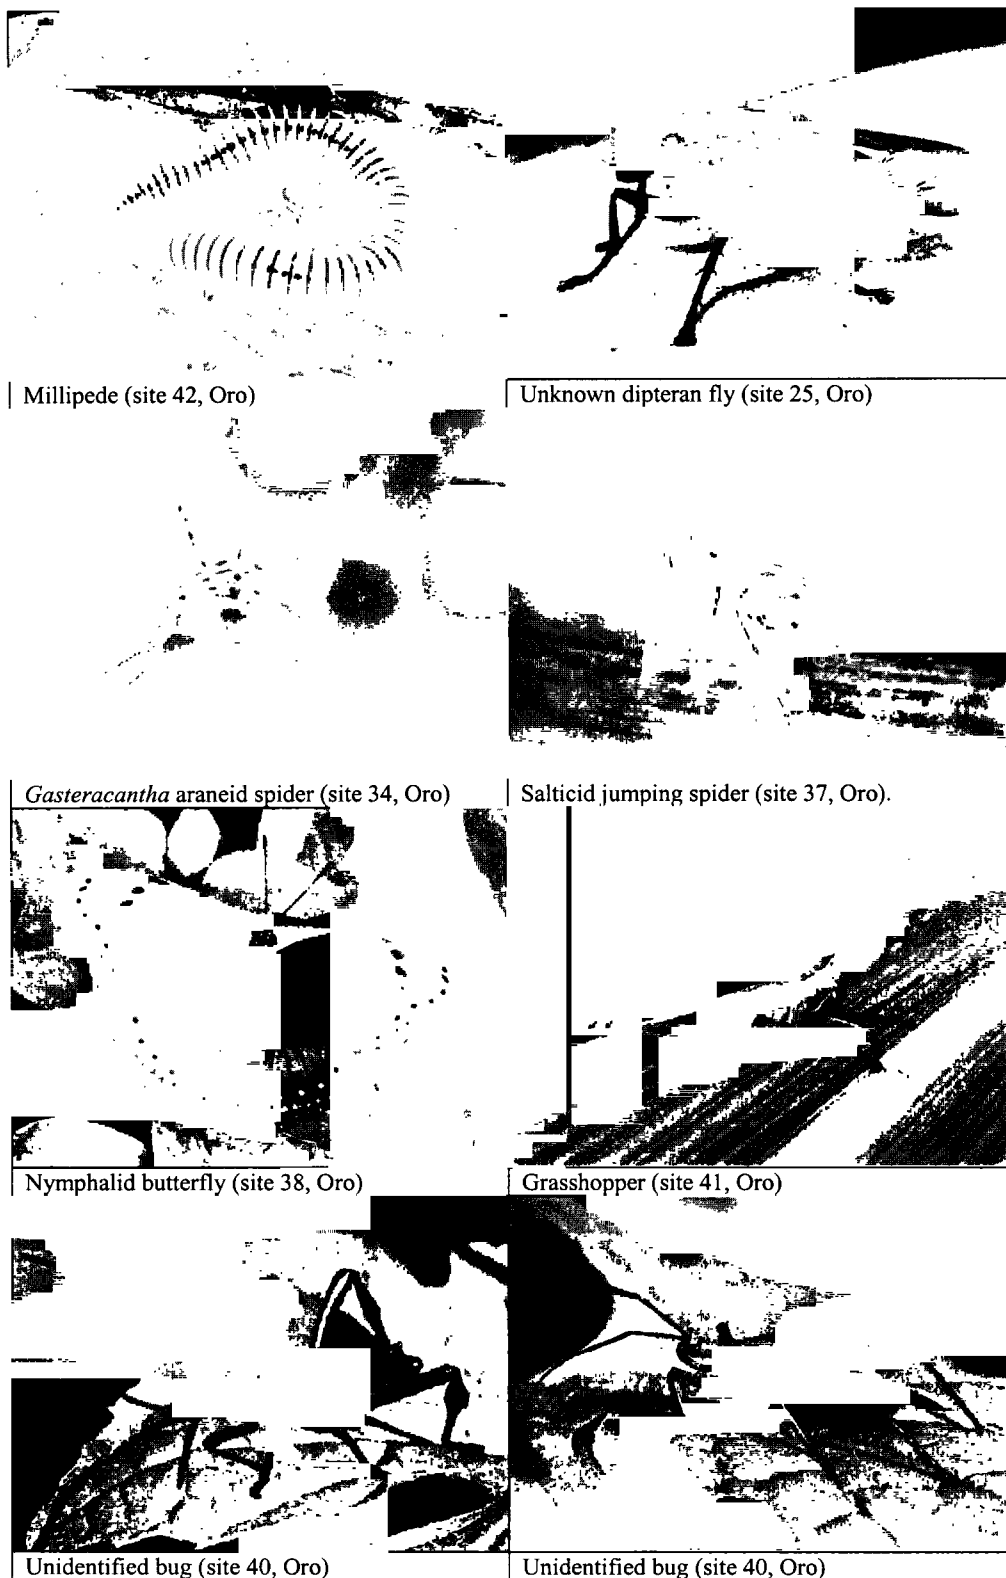 Millipede (site 42, Oro)
Unknown dipteran fly (site 25, Oro)
Gasteracantha araneid spider (site 34, Oro)
Salticid jumping spider (site 37, Oro).
Nymphalid butterfly (site 38, Oro)
Grasshopper (site 41, Oro)
Unidentified bug (site 40, Oro)
Unidentified bug (site 40, Oro)